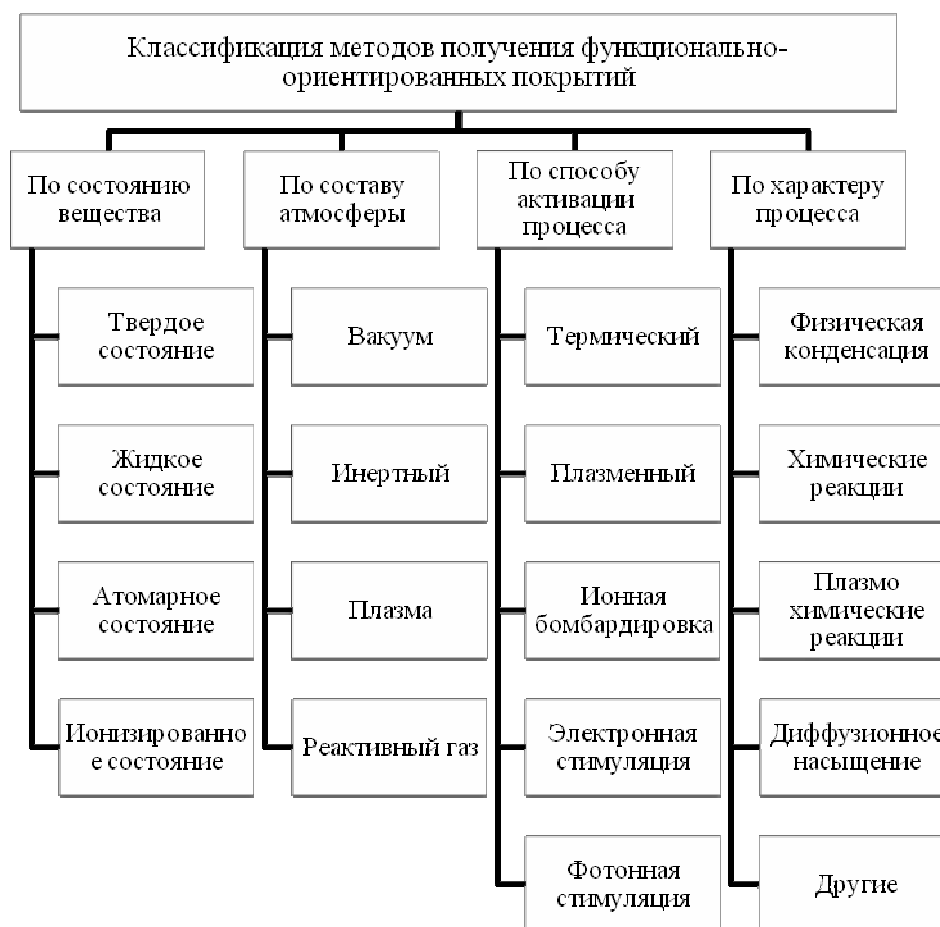 Классификация методов получения функционально-
ориентированных покрытий
По состоянию
вещества
Твердое
состояние
Жидкое
состояние
Атомарное
состояние
Ионизированно
е состояние
По составу
атмосферы
Вакуум
Инертный
Плазма
Реактивный газ
По способу
активации
процесса
Термический
Плазменный
Ионная
бомбардировка
Электронная
стимуляция
Фотонная
стимуляция
По характеру
процесса
Физическая
конденсация
Химические
реакции
Плазмо
химические
реакции
Диффузионное
насыщение
Другие